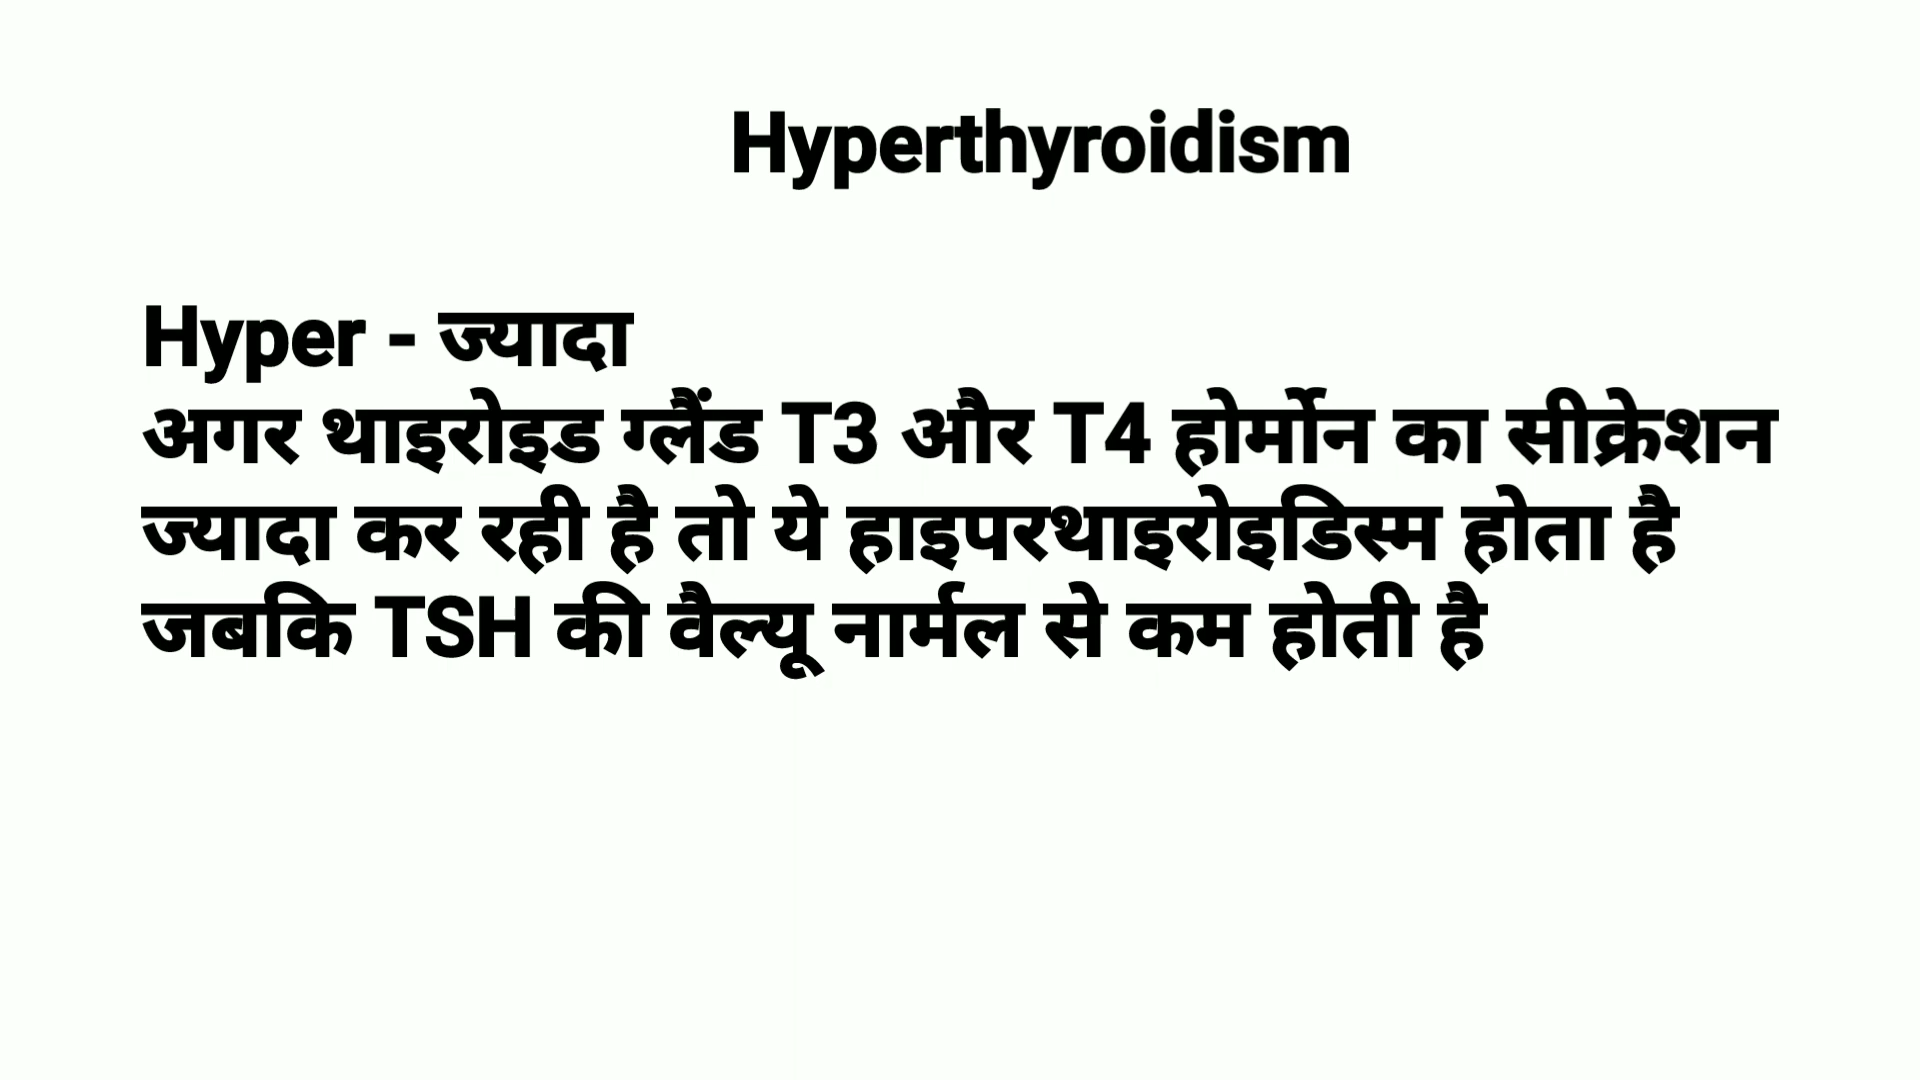 Hyperthyroidism
Hyper - ज्यादा
अगर थाइरोइड ग्लैंड T3 और T4 होर्मोन का सीक्रेशन
ज्यादा कर रही है तो ये हाइपरथाइरोइडिस्म होता है
जबकि TSH की वैल्यू नार्मल से कम होती है